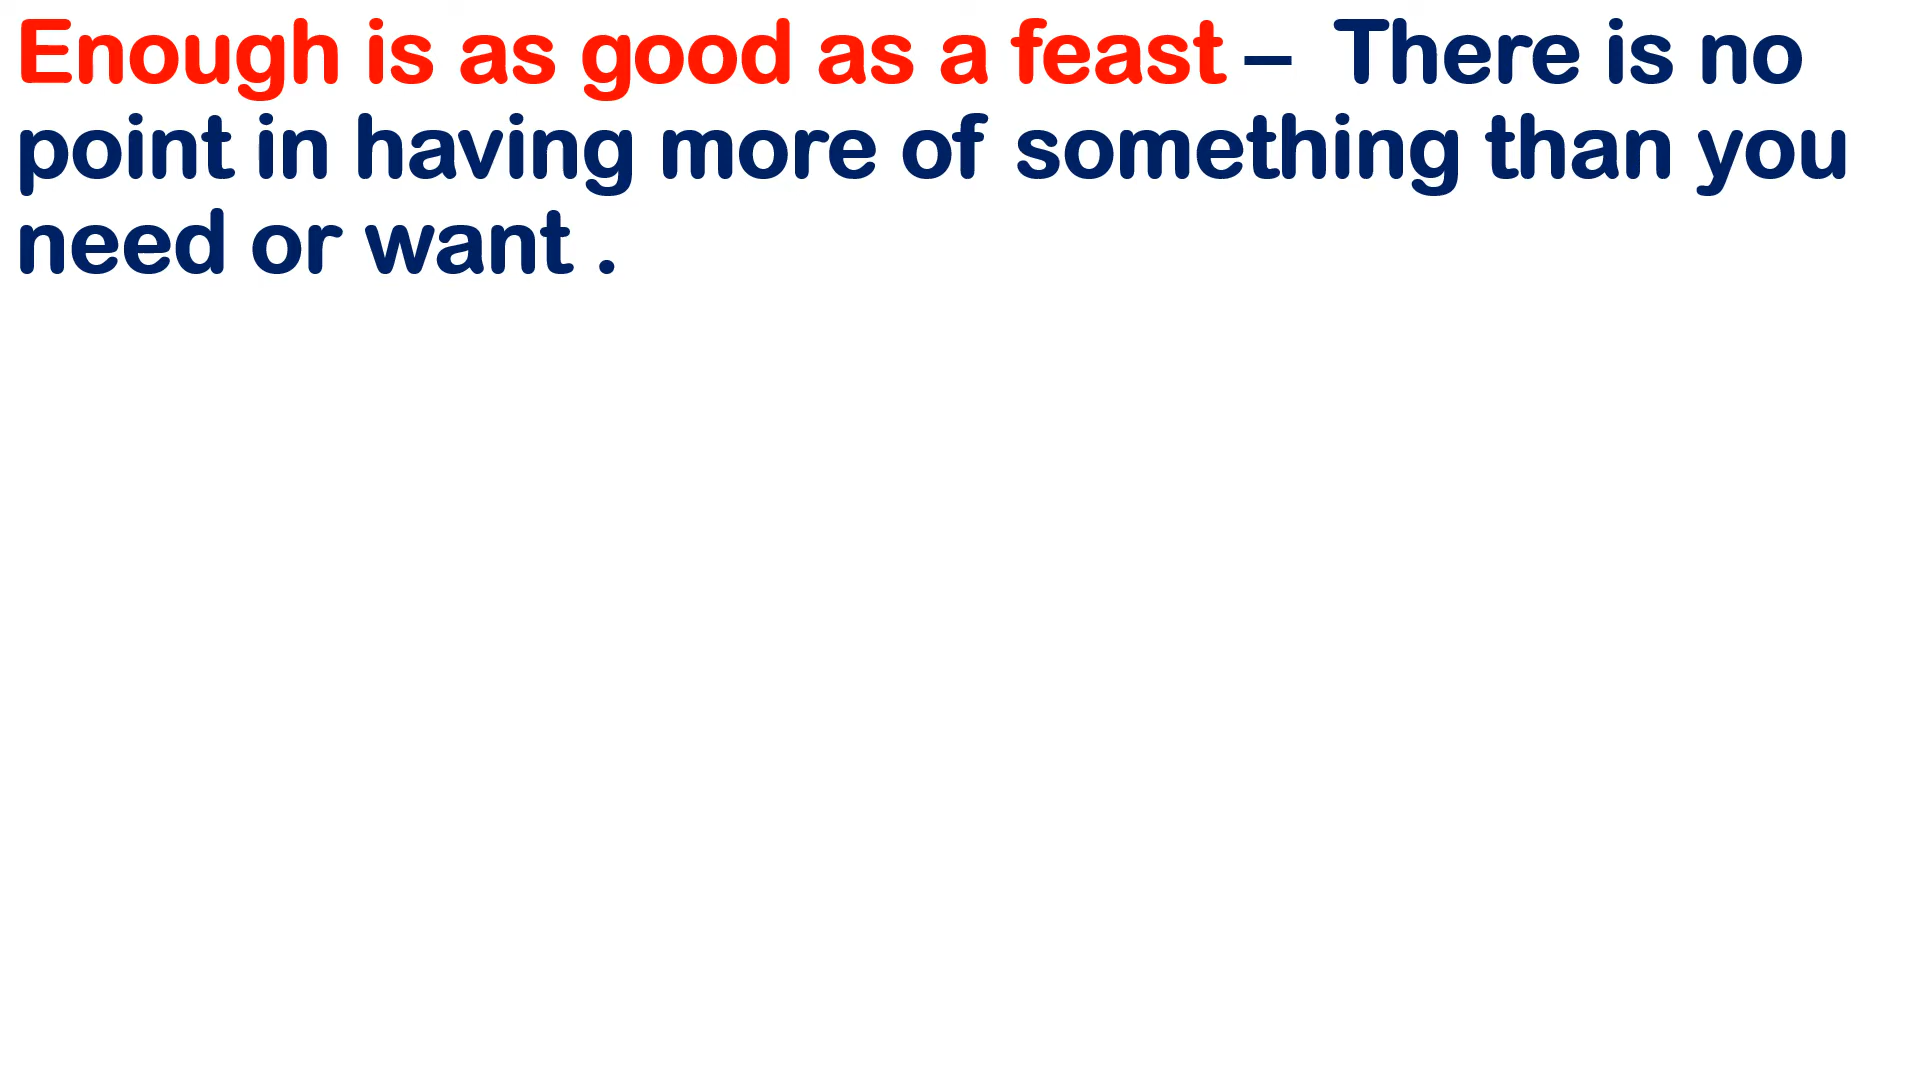 Enough is as good as a feast – There is no
point in having more of something than you
need or want .